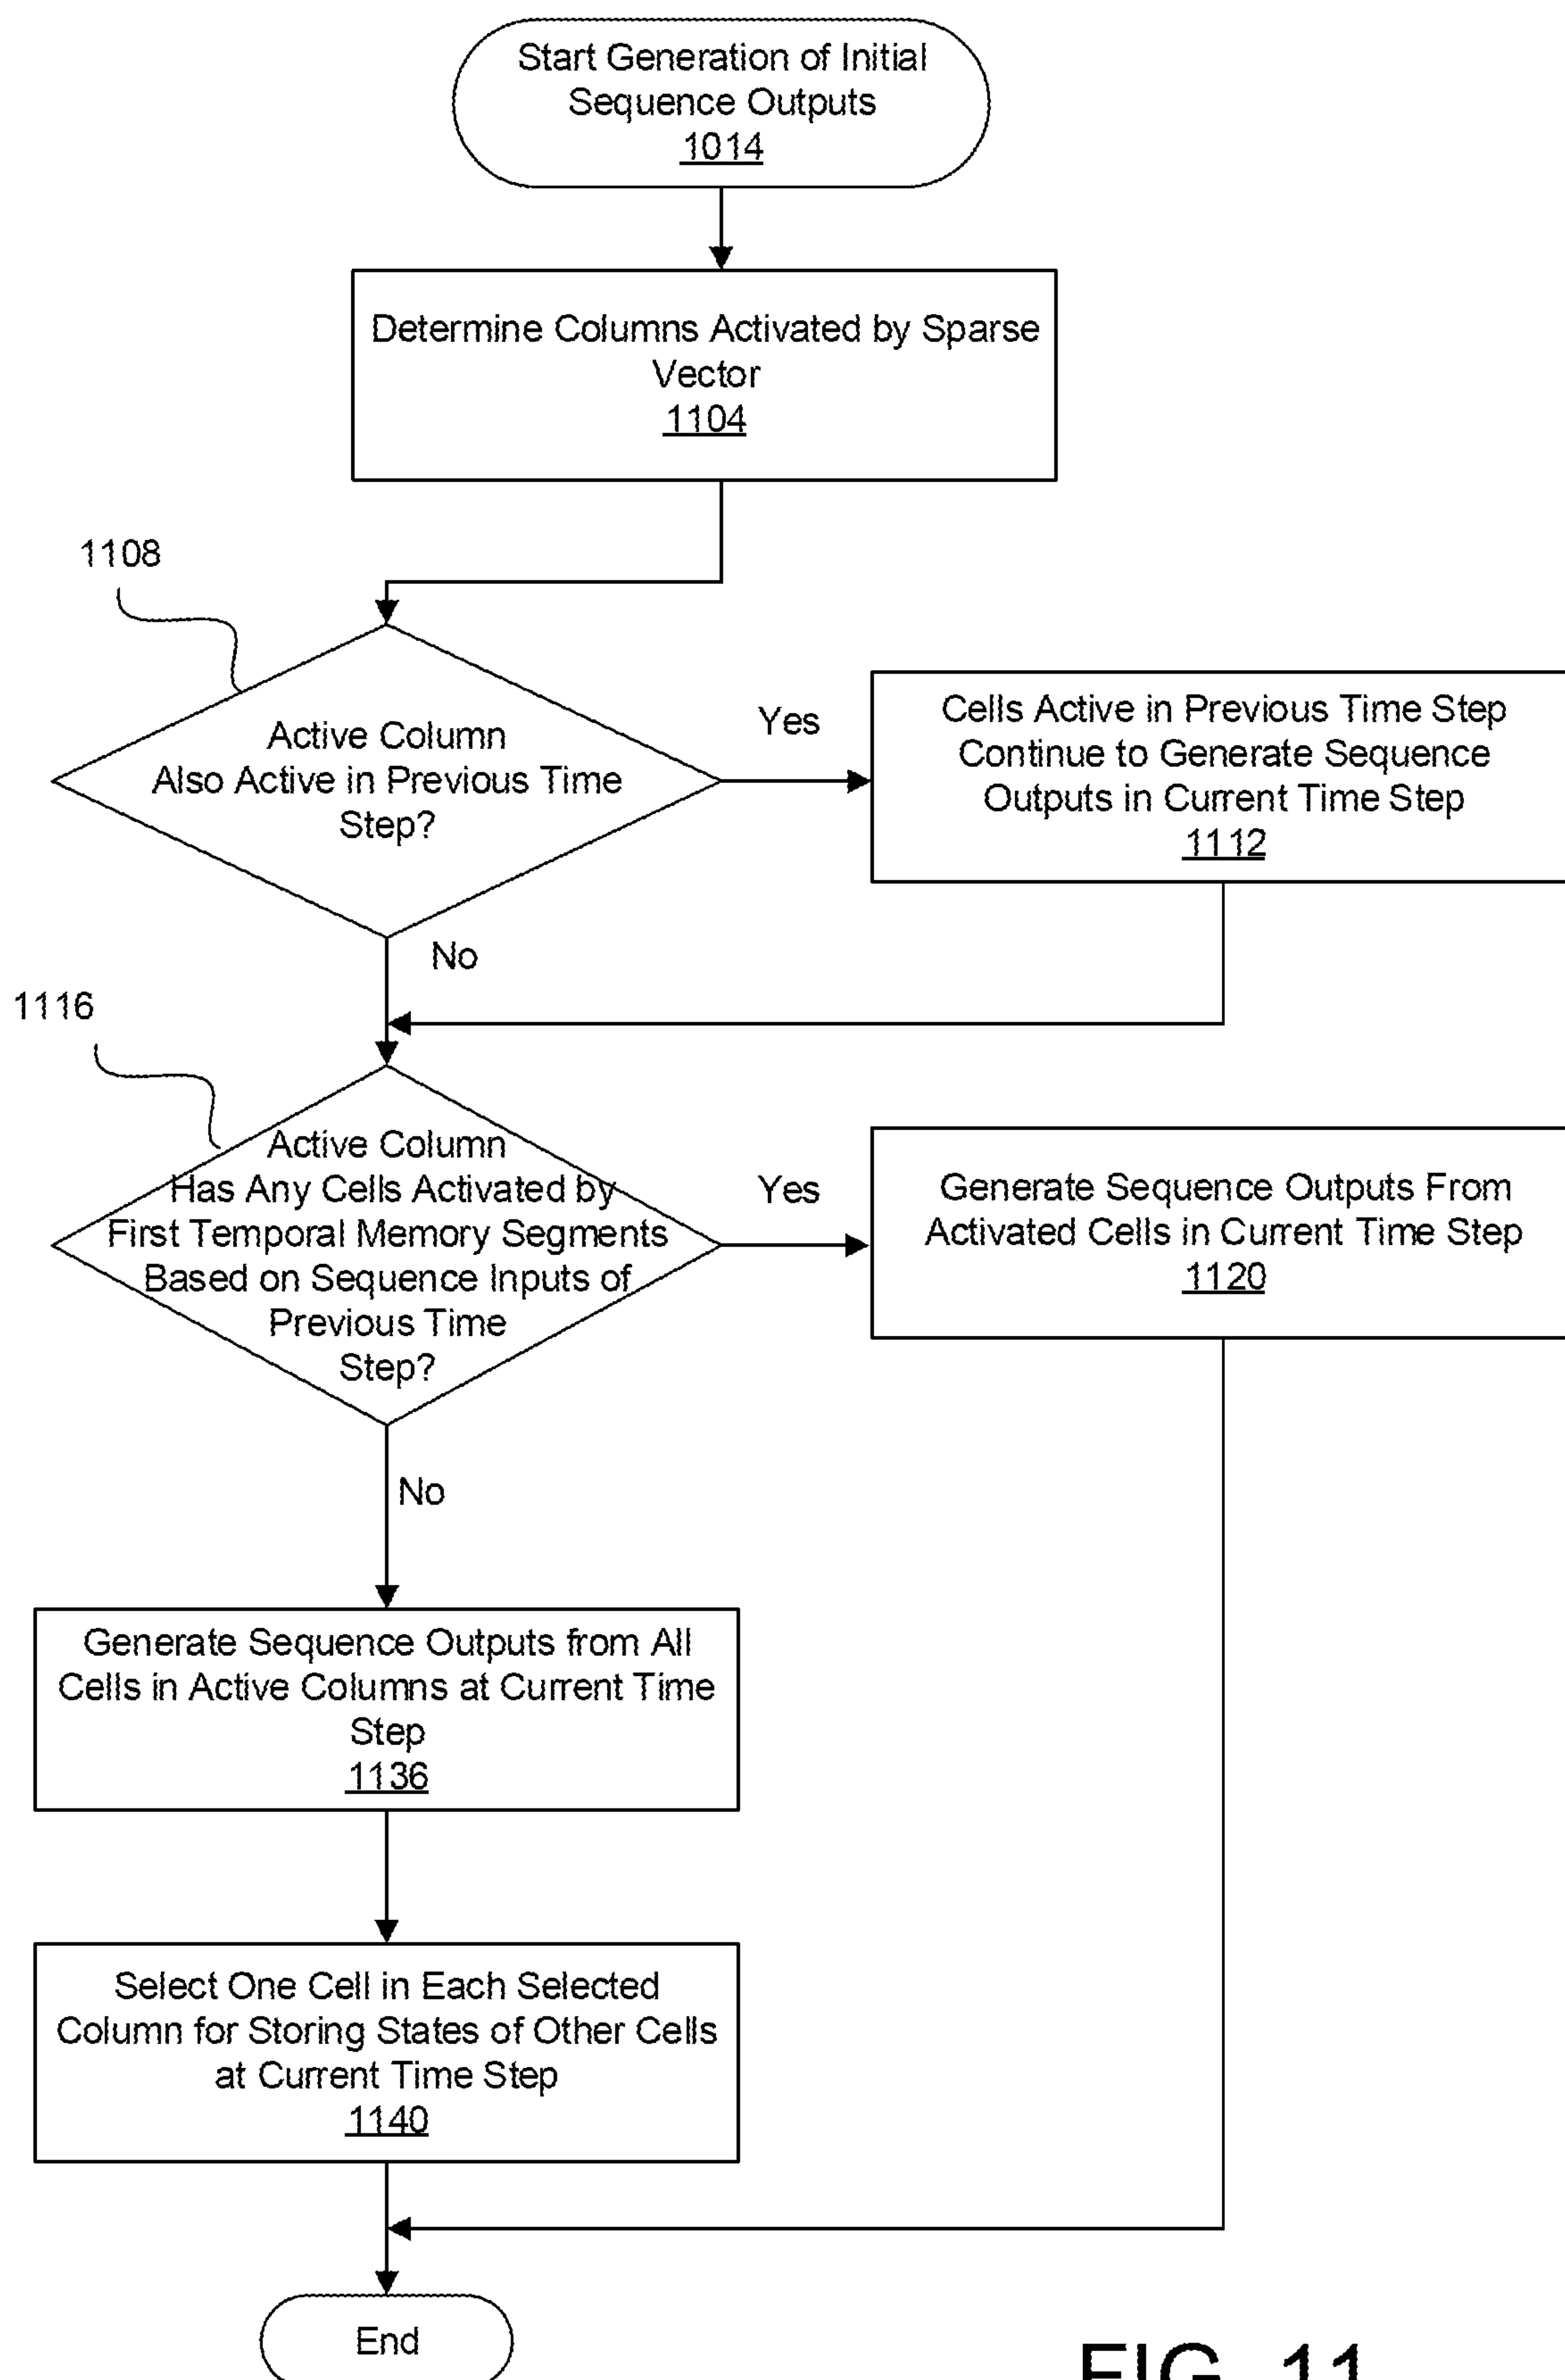 Start Generation of Initial
Sequence Outputs
1014
Determine Columns Activated by Sparse
Vector
1104
1108
Active Column
Also Active in Previous Time
Step?
Yes
Cells Active in Previous Time Step
Continue to Generate Sequence
Outputs in Current Time Step
1112
No
1116
Active Column
Has Any Cells Activated by
First Temporal Memory Segments
Based on Sequence Inputs of
Previous Time
Step?
Yes
Generate Sequence Outputs From
Activated Cells in Current Time Step
1120
No
Generate Sequence Outputs from All
Cells in Active Columns at Current Time
Step
1136
Select One Cell in Each Selected
Column for Storing States of Other Cells
at Current Time Step
1140
End
FIG. 11